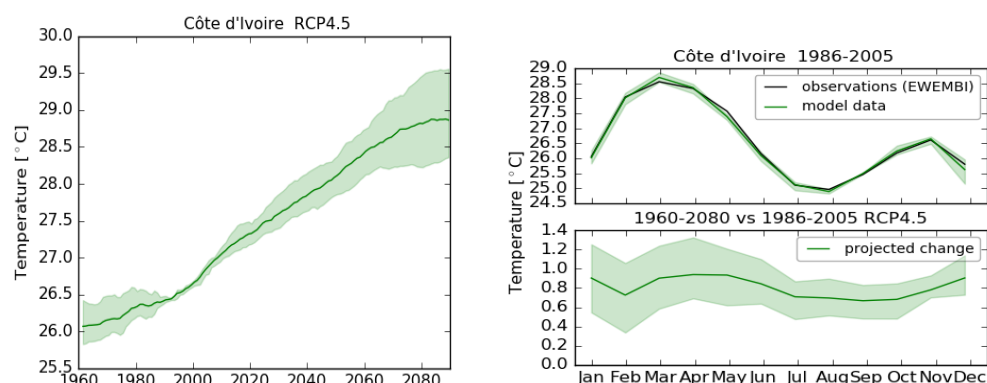 Côte d'Ivoire  RCP4.5
30.0
29.5
29.0
28.5
28.0
27.5
27.0
26.5
26.0
25.5
Temperature [°C]
1960 1980 2000 2020 2040 2060 2080
Côte d'Ivoire  1986-2005
29.0
28.5
28.0
27.5
27.0
26.5
26.0
25.5
25.0
24.5
Temperature [°C]
observations (EWEMBI)
model data
1960-2080 vs 1986-2005 RCP4.5
1.4
1.2
1.0
0.8
0.6
0.4
0.2
0.0
Temperature [°C]
projected change
Jan Feb Mar Apr May Jun Jul Aug Sep Oct Nov Dec